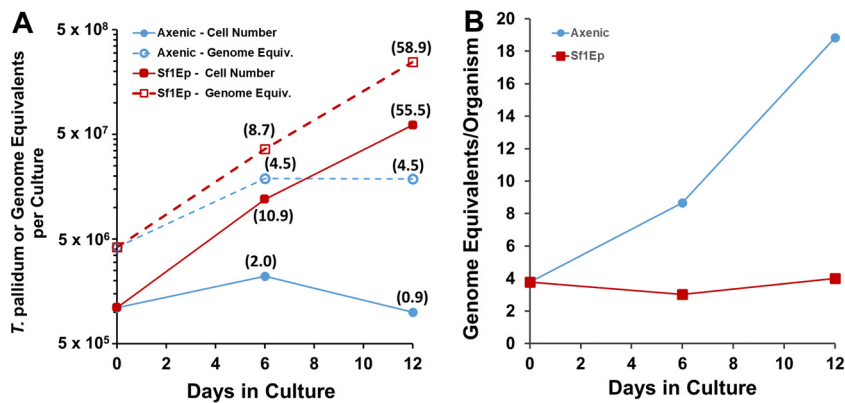 A
5 x 10⁸
5 x 10⁷
5 x 10⁶
5 x 10⁵
T. pallidum or Genome Equivalents
per Culture
Axenic - Cell Number
Axenic - Genome Equiv.
Sf1Ep - Cell Number
Sf1Ep - Genome Equiv.
(58.9)
(55.5)
(8.7)
(4.5)
(4.5)
(10.9)
(2.0)
(0.9)
0 2 4 6 8 10 12
Days in Culture
B
20
18
16
14
12
10
8
6
4
2
0
Genome Equivalents/Organism
Axenic
Sf1Ep
0 2 4 6 8 10 12
Days in Culture